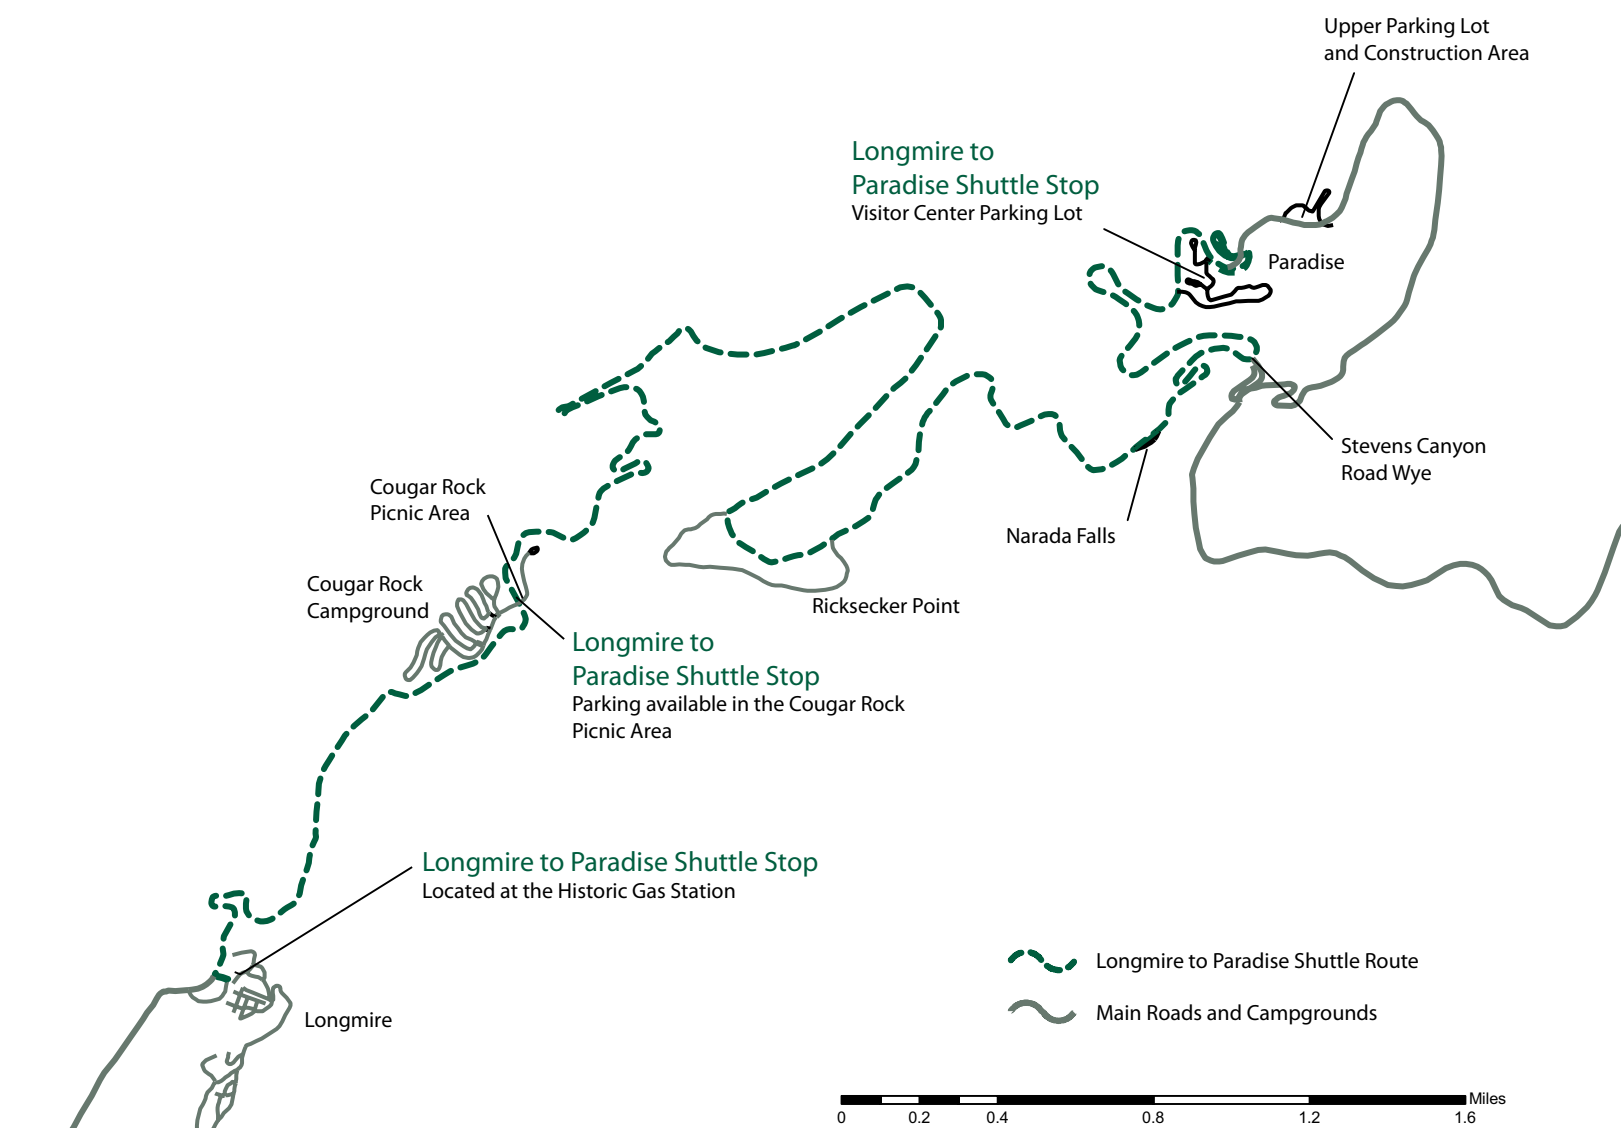 Upper Parking Lot
and Construction Area
Longmire to
Paradise Shuttle Stop
Visitor Center Parking Lot
Paradise
Stevens Canyon
Road Wye
Cougar Rock
Picnic Area
Narada Falls
Cougar Rock
Campground
Ricksecker Point
Longmire to
Paradise Shuttle Stop
Parking available in the Cougar Rock
Picnic Area
Longmire to Paradise Shuttle Stop
Located at the Historic Gas Station
Longmire to Paradise Shuttle Route
Main Roads and Campgrounds
Longmire
Miles
0 0.2 0.4 0.8 1.2 1.6